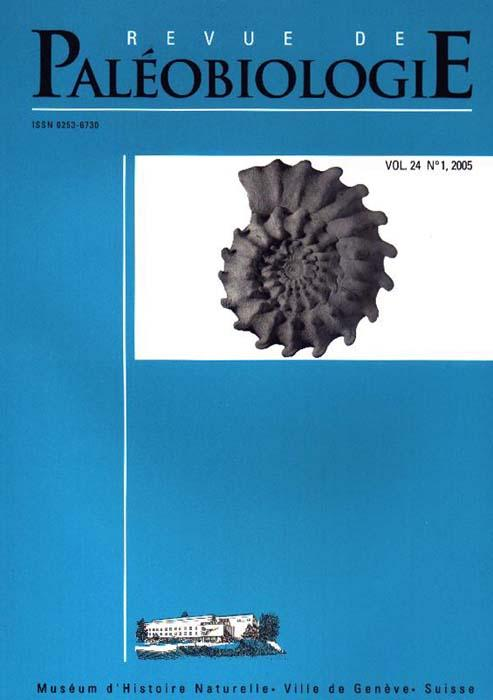 REVUE DE
PALÉOBIOLOGIE
ISSN 0253-6730
VOL. 24 N°1, 2005
Muséum d'Histoire Naturelle • Ville de Genève • Suisse